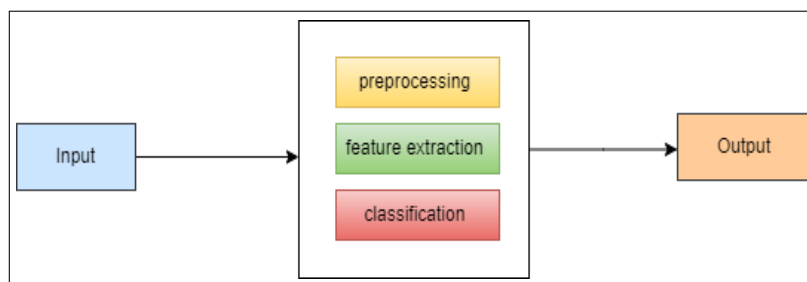 Input
preprocessing
feature extraction
classification
Output